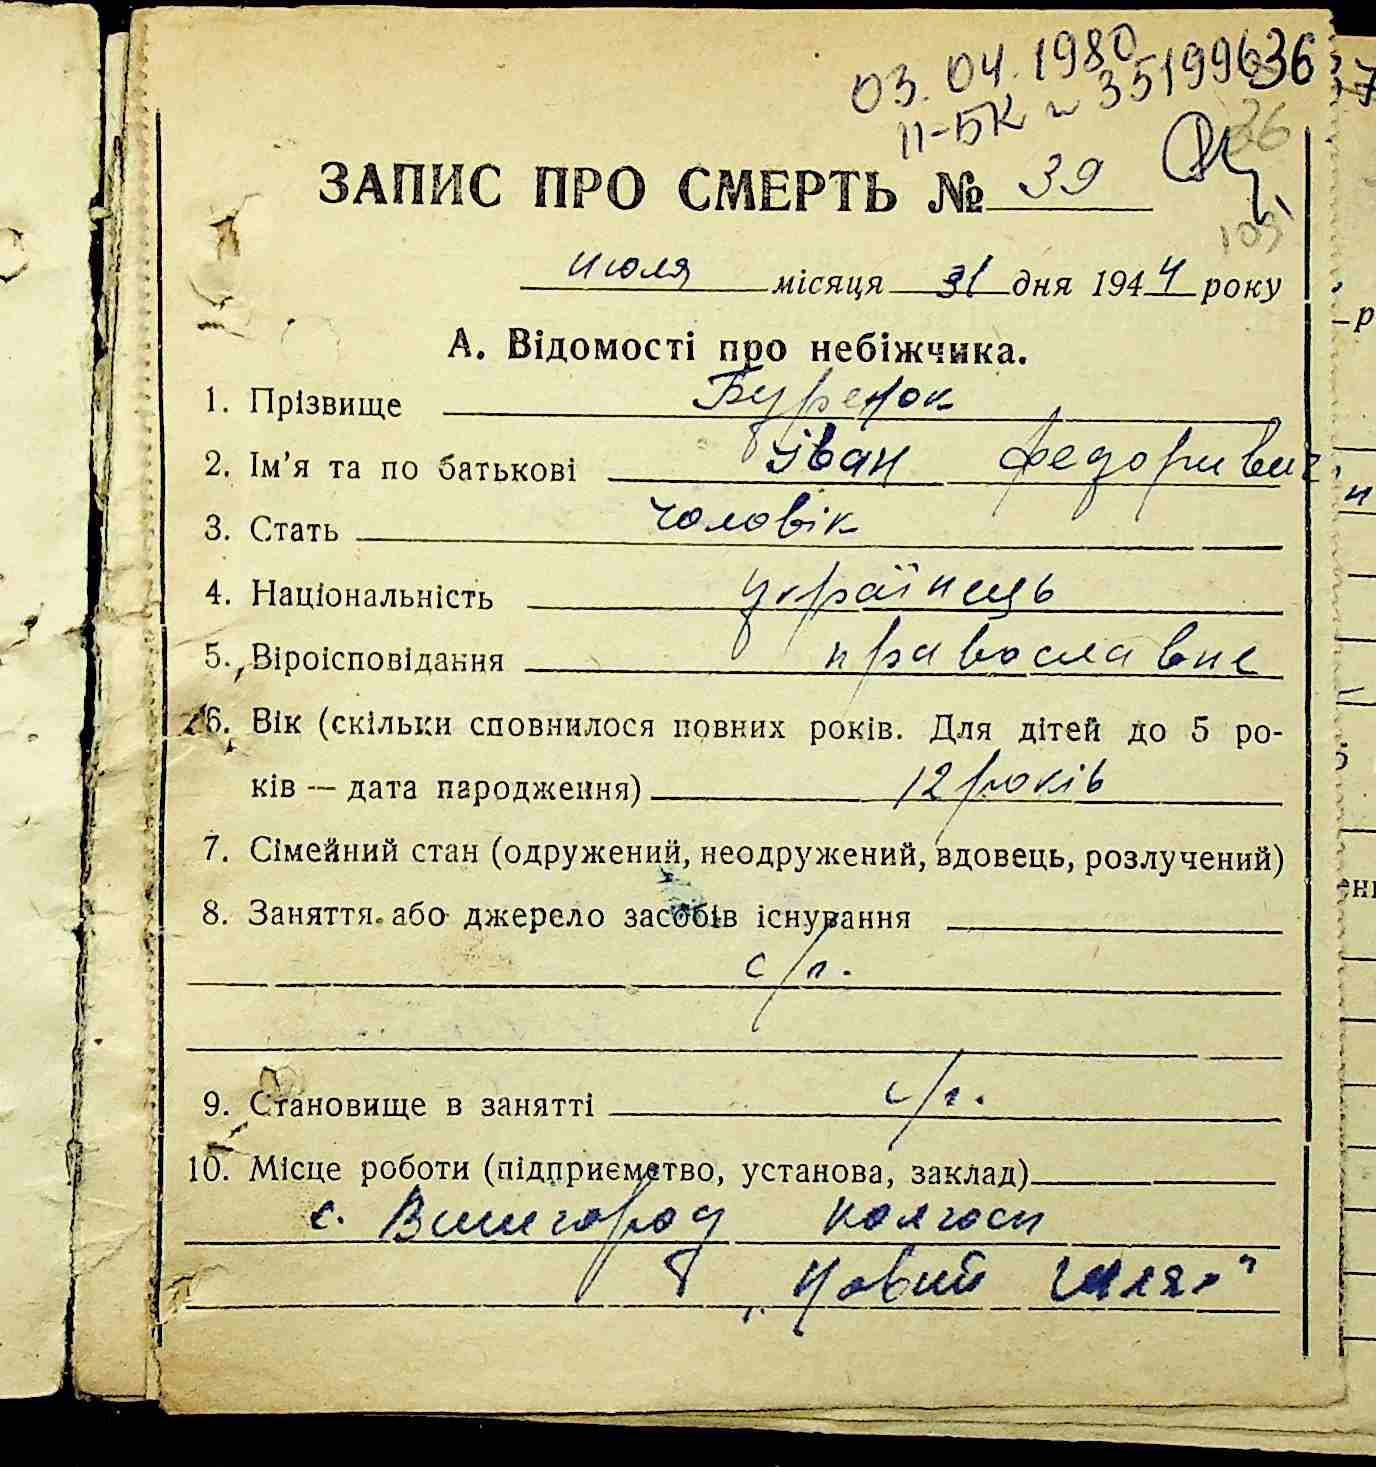 03.04.1980
II-БК № 35199636
36
ЗАПИС ПРО СМЕРТЬ № 39
105
июля місяця 31 дня 1944 року
А. Відомості про небіжчика.
1. Прізвище Буренок
2. Ім'я та по батькові Іван Федоривич
3. Стать чоловік
4. Національність українець
5. Віроісповідання православне
6. Вік (скільки сповнилося повних років. Для дітей до 5 ро-
ків — дата народження) 12 років
7. Сімейний стан (одружений, неодружений, вдовець, розлучений)
8. Заняття або джерело засобів існування
с/г.
9. Становище в занятті с/г.
10. Місце роботи (підприємство, установа, заклад)
с. Вишгород колгосп
„Новий шлях"